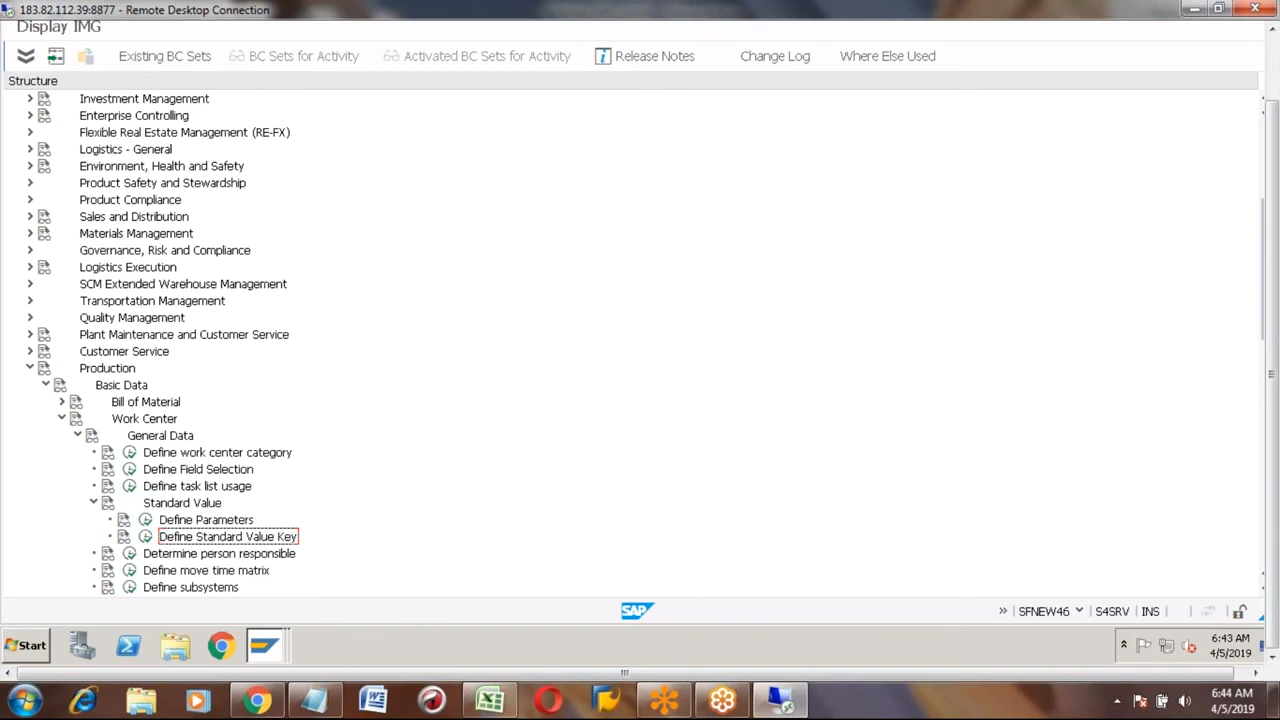 183.82.112.39:8877 - Remote Desktop Connection
Display IMG
Existing BC Sets BC Sets for Activity Activated BC Sets for Activity Release Notes Change Log Where Else Used
Structure
Investment Management
Enterprise Controlling
Flexible Real Estate Management (RE-FX)
Logistics - General
Environment, Health and Safety
Product Safety and Stewardship
Product Compliance
Sales and Distribution
Materials Management
Governance, Risk and Compliance
Logistics Execution
SCM Extended Warehouse Management
Transportation Management
Quality Management
Plant Maintenance and Customer Service
Customer Service
Production
Basic Data
Bill of Material
Work Center
General Data
Define work center category
Define Field Selection
Define task list usage
Standard Value
Define Parameters
Define Standard Value Key
Determine person responsible
Define move time matrix
Define subsystems
SAP SFNEW46 S4SRV INS
Start 6:43 AM
4/5/2019
6:44 AM
4/5/2019